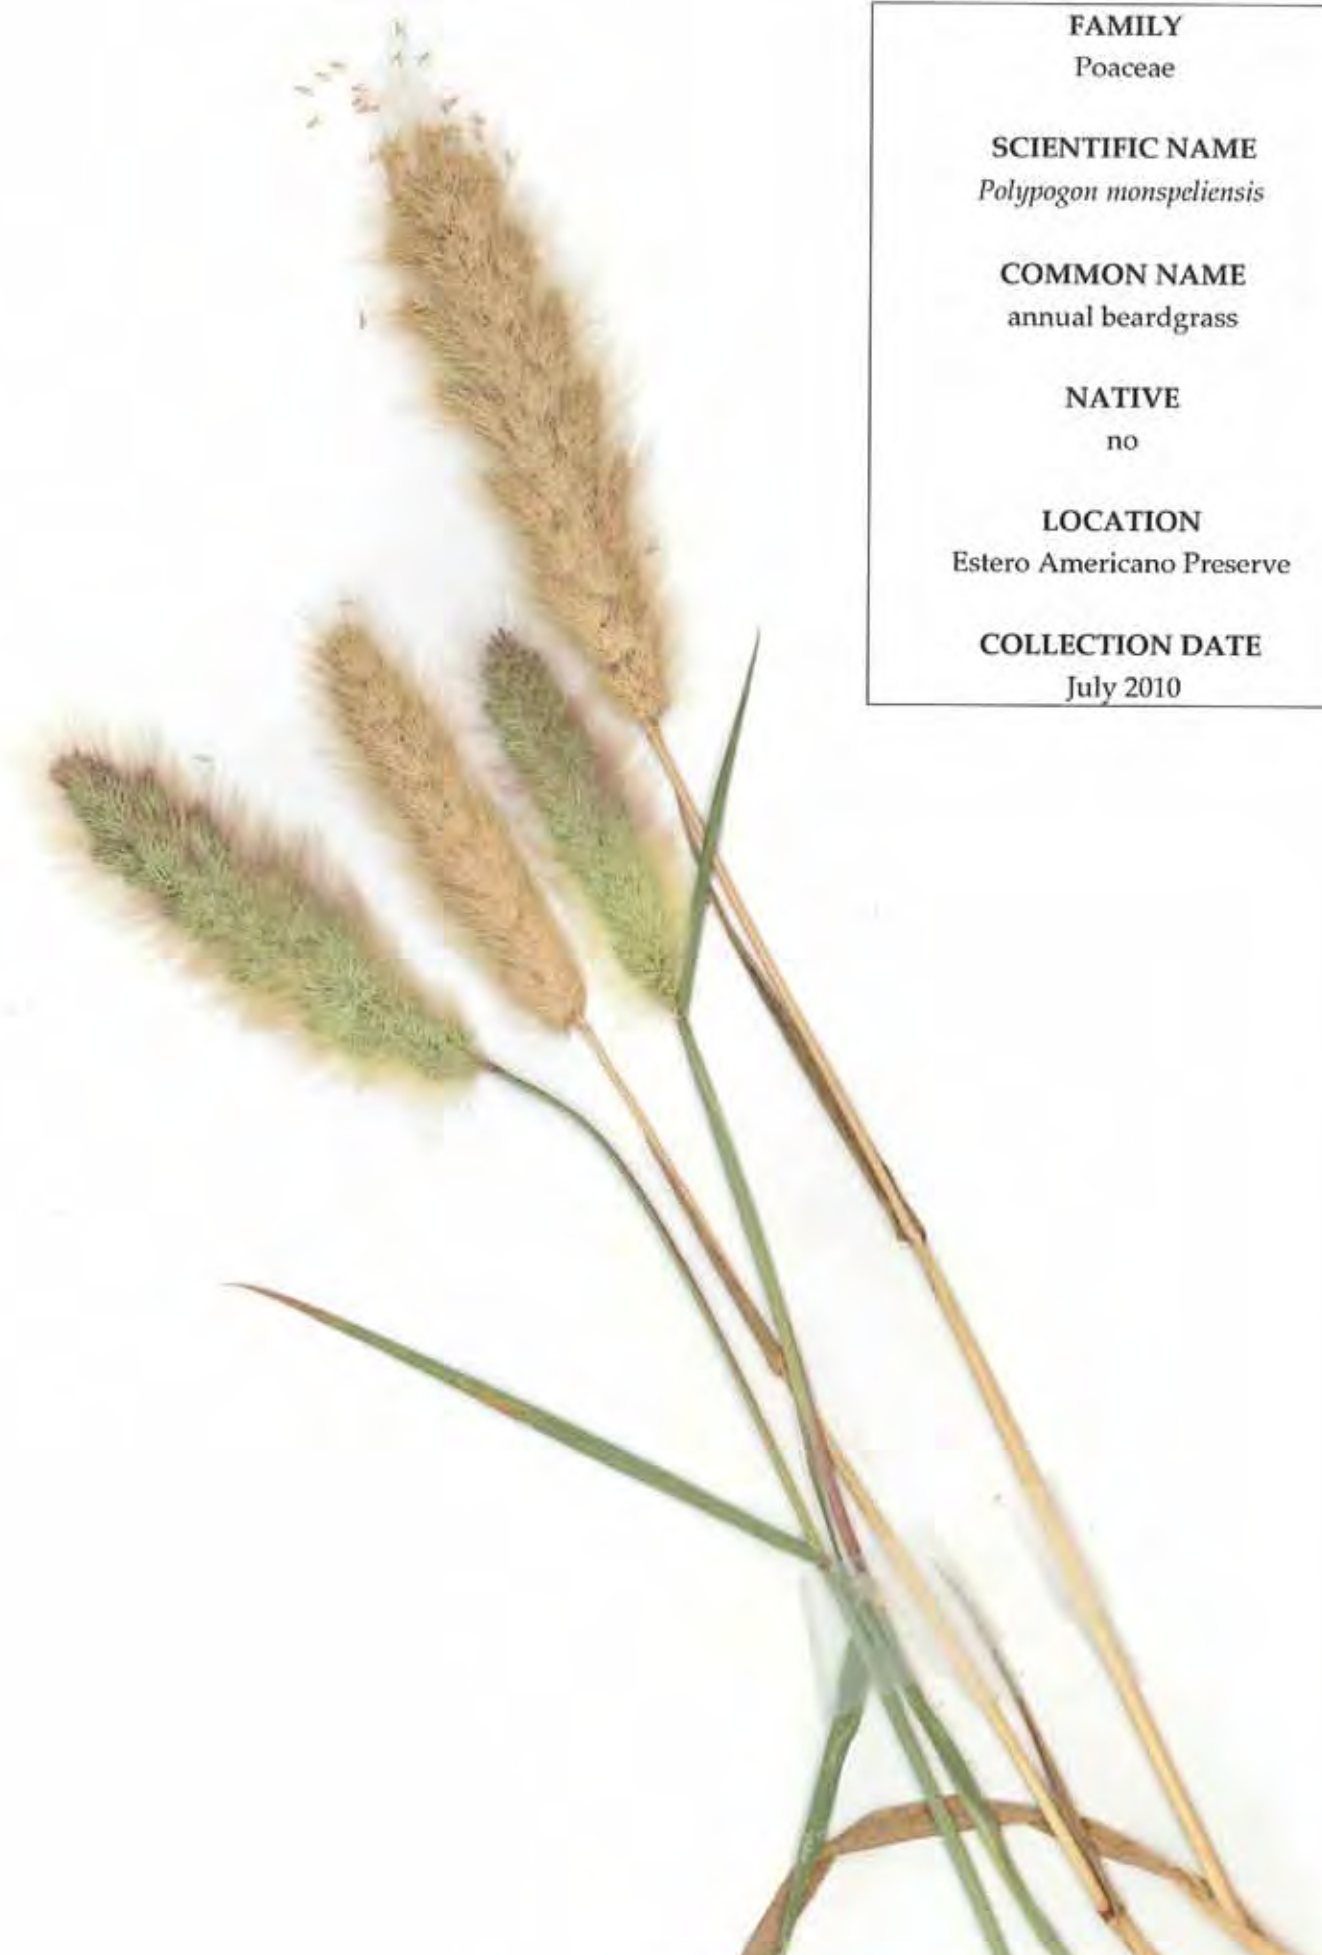 FAMILY
Poaceae
SCIENTIFIC NAME
Polypogon monspeliensis
COMMON NAME
annual beardgrass
NATIVE
no
LOCATION
Estero Americano Preserve
COLLECTION DATE
July 2010